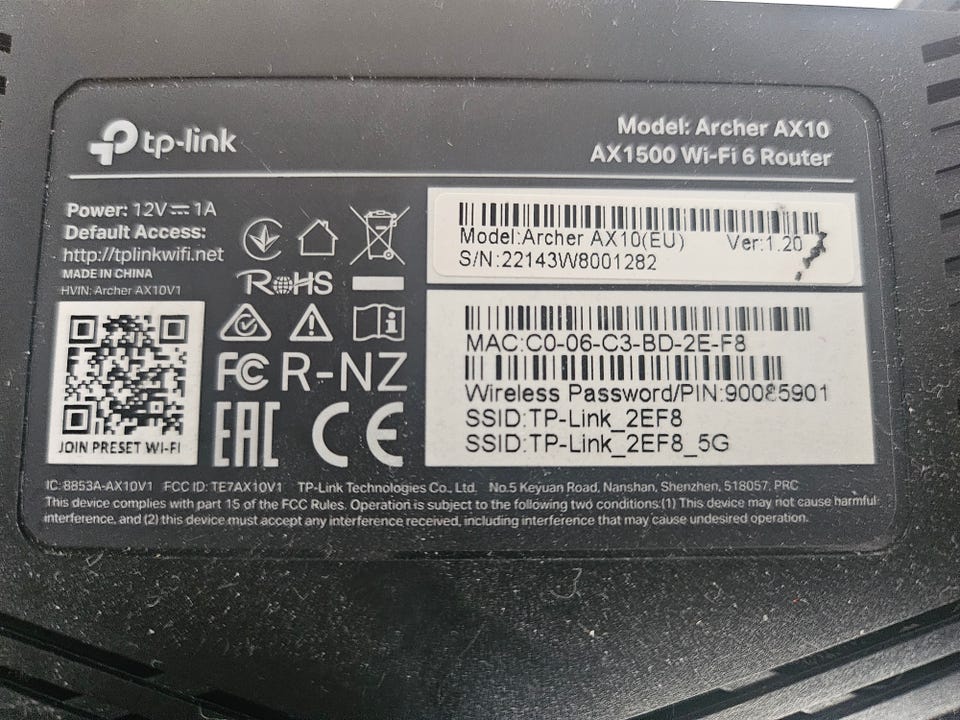 tp-link
Model: Archer AX10
AX1500 Wi-Fi 6 Router
Power: 12V⎓1A
Default Access:
http://tplinkwifi.net
MADE IN CHINA
HVIN: Archer AX10V1
JOIN PRESET WI-FI
RoHS
FC R-NZ
EAC CE
Model:Archer AX10(EU) Ver:1.20
S/N:22143W8001282
MAC:C0-06-C3-BD-2E-F8
Wireless Password/PIN:90085901
SSID:TP-Link_2EF8
SSID:TP-Link_2EF8_5G
IC: 8853A-AX10V1 FCC ID: TE7AX10V1 TP-Link Technologies Co., Ltd. No.5 Keyuan Road, Nanshan, Shenzhen, 518057, PRC
This device complies with part 15 of the FCC Rules. Operation is subject to the following two conditions:(1) This device may not cause harmful
interference, and (2) this device must accept any interference received, including interference that may cause undesired operation.